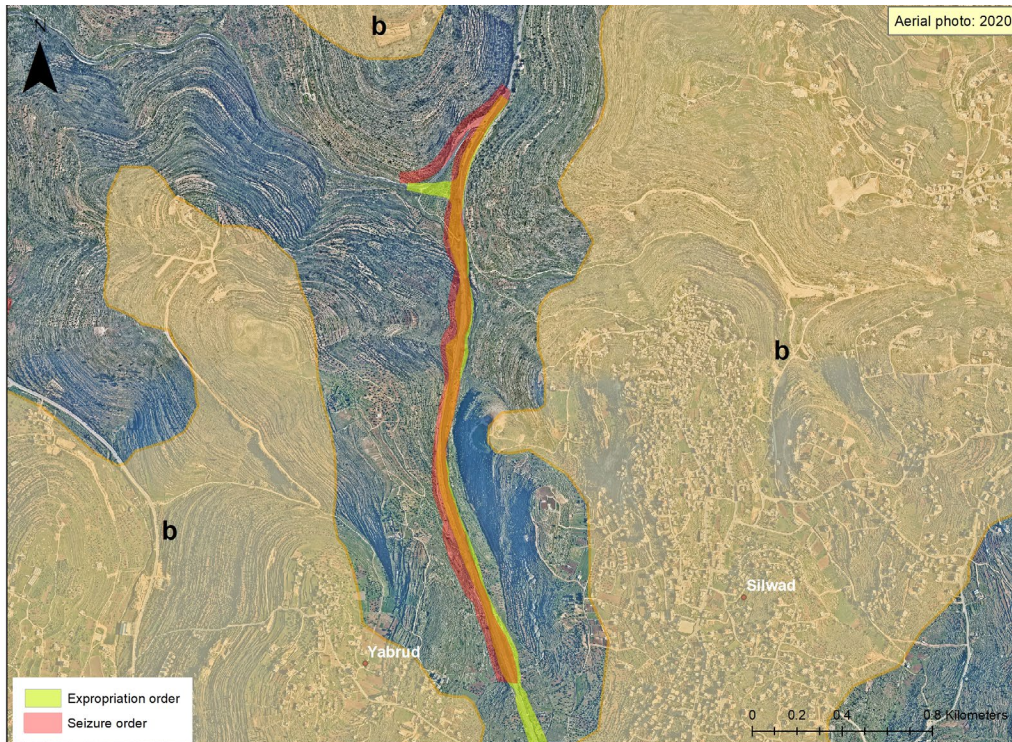 b
Aerial photo: 2020
N
b
b
Silwad
Yabrud
Expropriation order
Seizure order
0 0.2 0.4 0.8 Kilometers